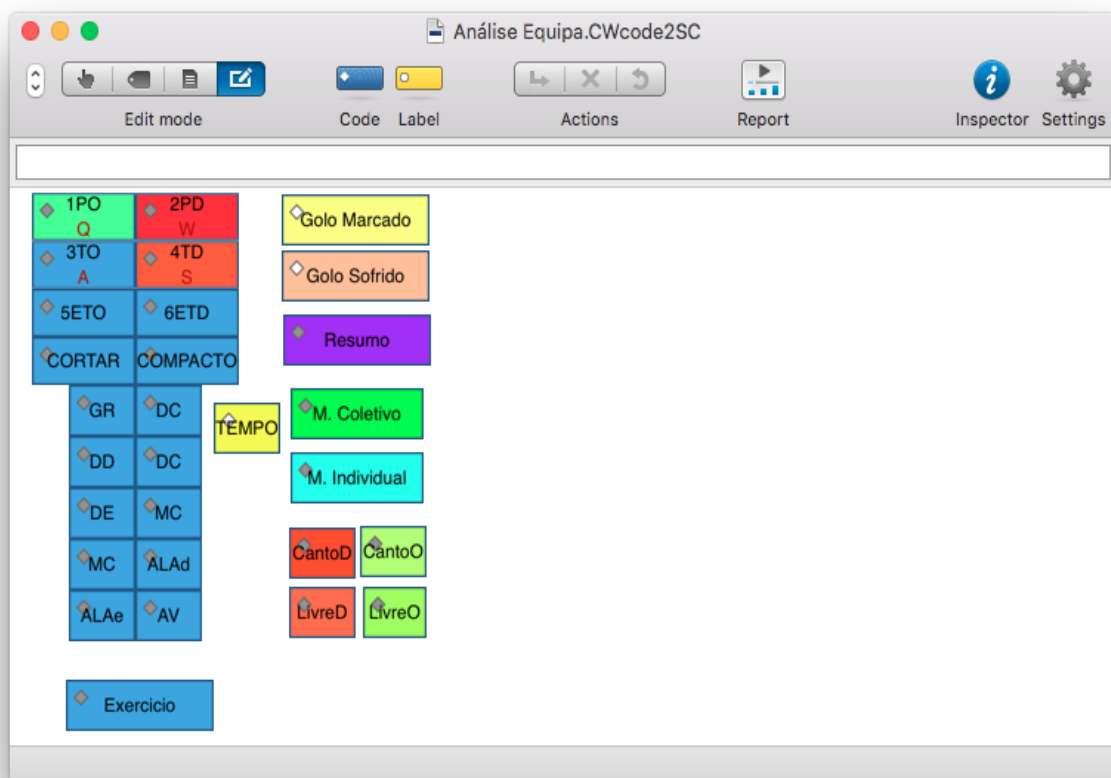 Análise Equipa.CWcode2SC
Edit mode
Code
Label
Actions
Report
Inspector
Settings
1PO
Q
2PD
W
3TO
A
4TD
S
5ETO
6ETD
CORTAR
COMPACTO
GR
DC
DD
DC
DE
MC
MC
ALAd
ALAe
AV
Exercicio
TEMPO
Golo Marcado
Golo Sofrido
Resumo
M. Coletivo
M. Individual
CantoD
CantoO
LivreD
LivreO